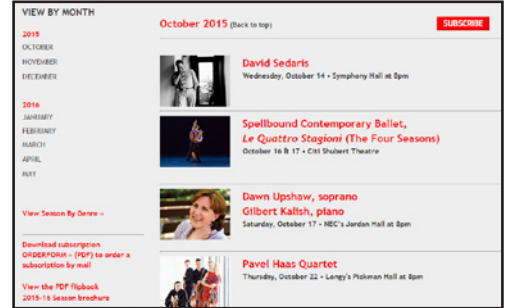 VIEW BY MONTH
2015
OCTOBER
NOVEMBER
DECEMBER
2016
JANUARY
FEBRUARY
MARCH
APRIL
MAY
View Season By Genre »
Download subscription
ORDERFORM » (PDF) to order a
subscription by mail
View the PDF flipbook
2015-16 Season brochure
October 2015 (Back to top)
SUBSCRIBE
David Sedaris
Wednesday, October 14 • Symphony Hall at 8pm
Spellbound Contemporary Ballet,
Le Quattro Stagioni (The Four Seasons)
October 16 & 17 • Citi Shubert Theatre
Dawn Upshaw, soprano
Gilbert Kalish, piano
Saturday, October 17 • NEC's Jordan Hall at 8pm
Pavel Haas Quartet
Thursday, October 22 • Longy's Pickman Hall at 8pm